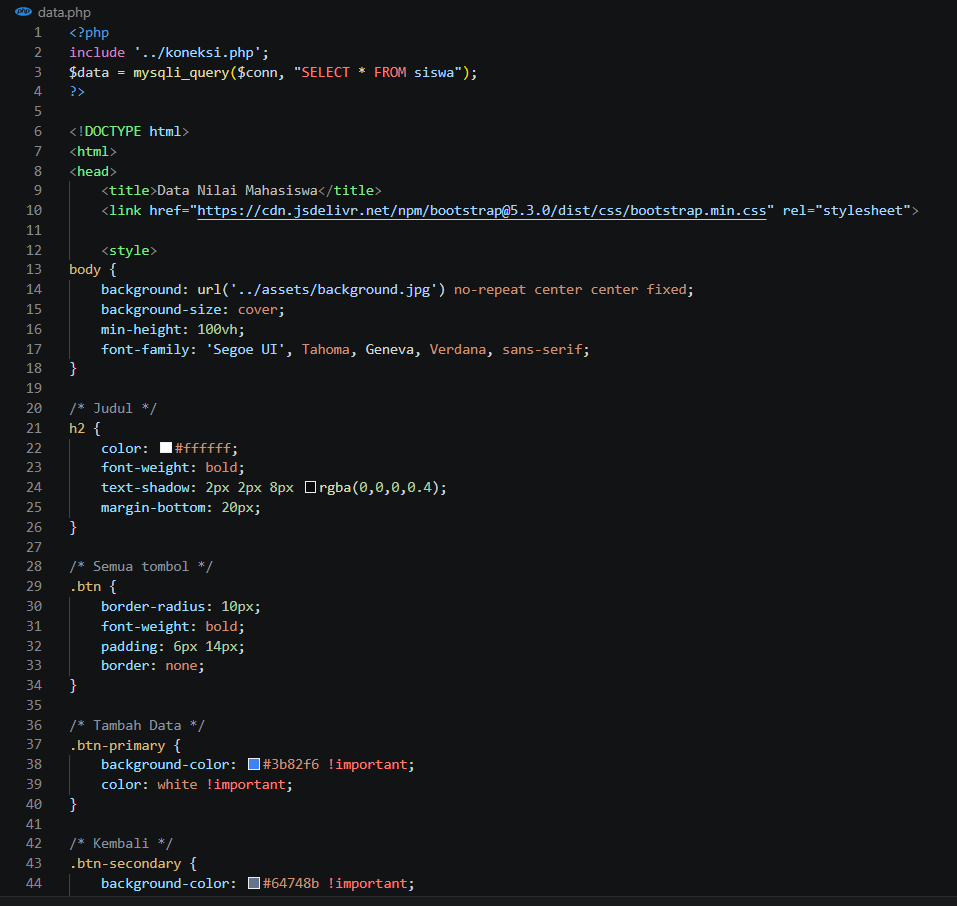 php data.php
1 <?php
2 include '../koneksi.php';
3 $data = mysqli_query($conn, "SELECT * FROM siswa");
4 ?>
5
6 <!DOCTYPE html>
7 <html>
8 <head>
9     <title>Data Nilai Mahasiswa</title>
10     <link href="https://cdn.jsdelivr.net/npm/bootstrap@5.3.0/dist/css/bootstrap.min.css" rel="stylesheet">
11
12     <style>
13 body {
14     background: url('../assets/background.jpg') no-repeat center center fixed;
15     background-size: cover;
16     min-height: 100vh;
17     font-family: 'Segoe UI', Tahoma, Geneva, Verdana, sans-serif;
18 }
19
20 /* Judul */
21 h2 {
22     color: #ffffff;
23     font-weight: bold;
24     text-shadow: 2px 2px 8px rgba(0,0,0,0.4);
25     margin-bottom: 20px;
26 }
27
28 /* Semua tombol */
29 .btn {
30     border-radius: 10px;
31     font-weight: bold;
32     padding: 6px 14px;
33     border: none;
34 }
35
36 /* Tambah Data */
37 .btn-primary {
38     background-color: #3b82f6 !important;
39     color: white !important;
40 }
41
42 /* Kembali */
43 .btn-secondary {
44     background-color: #64748b !important;